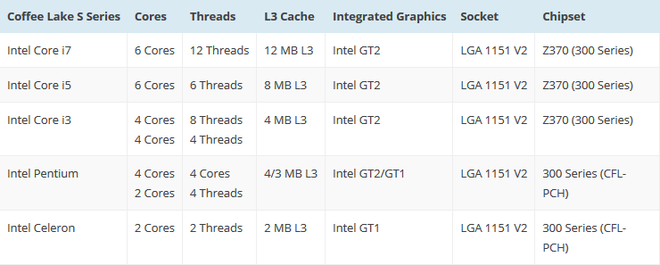 Coffee Lake S Series Cores Threads L3 Cache Integrated Graphics Socket Chipset
Intel Core i7 6 Cores 12 Threads 12 MB L3 Intel GT2 LGA 1151 V2 Z370 (300 Series)
Intel Core i5 6 Cores 6 Threads 8 MB L3 Intel GT2 LGA 1151 V2 Z370 (300 Series)
Intel Core i3 4 Cores 8 Threads 4 MB L3 Intel GT2 LGA 1151 V2 Z370 (300 Series)
4 Cores 4 Threads
Intel Pentium 4 Cores 4 Cores 4/3 MB L3 Intel GT2/GT1 LGA 1151 V2 300 Series (CFL-
2 Cores 4 Threads PCH)
Intel Celeron 2 Cores 2 Threads 2 MB L3 Intel GT1 LGA 1151 V2 300 Series (CFL-
PCH)